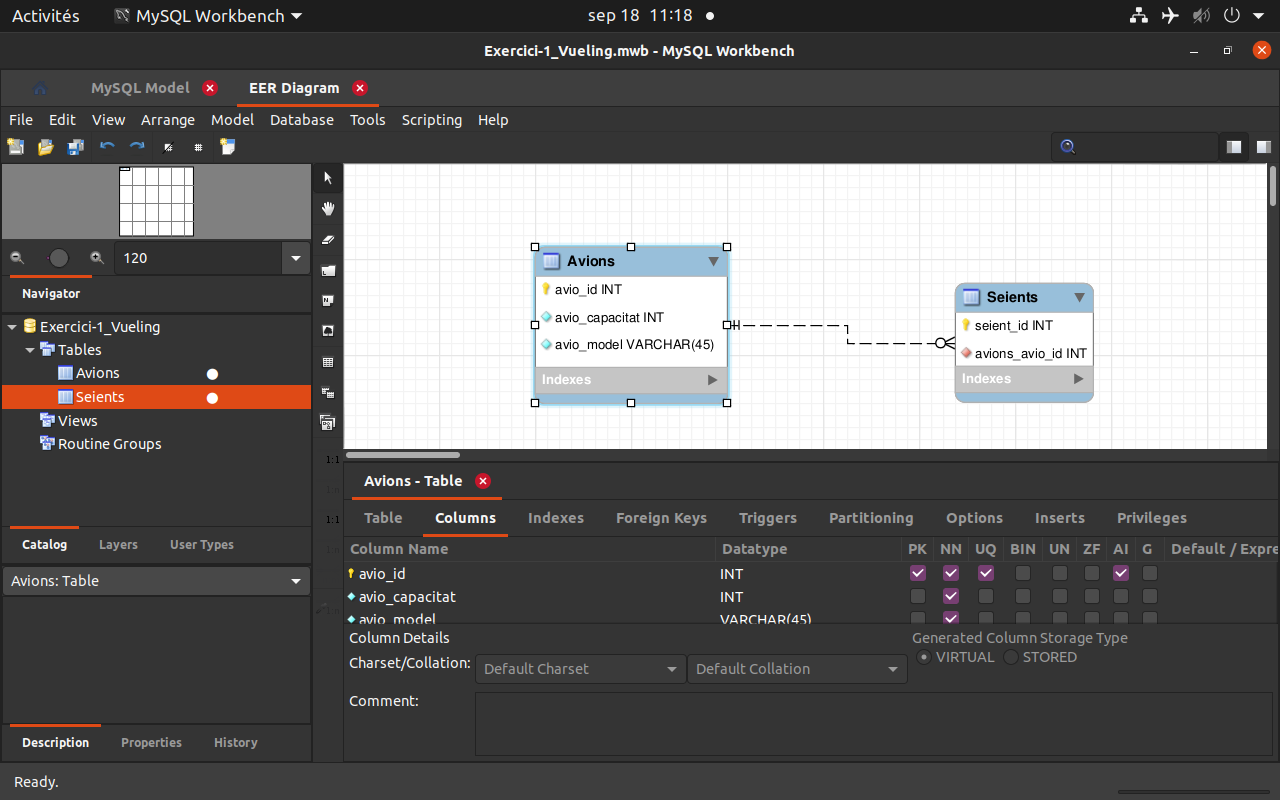 Activités MySQL Workbench sep 18 11:18
Exercici-1_Vueling.mwb - MySQL Workbench
MySQL Model EER Diagram
File Edit View Arrange Model Database Tools Scripting Help
120
Navigator
Exercici-1_Vueling
Tables
Avions
Seients
Views
Routine Groups
Catalog Layers User Types
Avions: Table
Description Properties History
1:1
1:1
Avions
avio_id INT
avio_capacitat INT
avio_model VARCHAR(45)
Indexes
Seients
seient_id INT
avions_avio_id INT
Indexes
Avions - Table
Table Columns Indexes Foreign Keys Triggers Partitioning Options Inserts Privileges
Column Name Datatype PK NN UQ BIN UN ZF AI G Default / Expre
avio_id INT
avio_capacitat INT
avio_model VARCHAR(45)
Column Details Generated Column Storage Type
Charset/Collation: Default Charset Default Collation VIRTUAL STORED
Comment:
Ready.